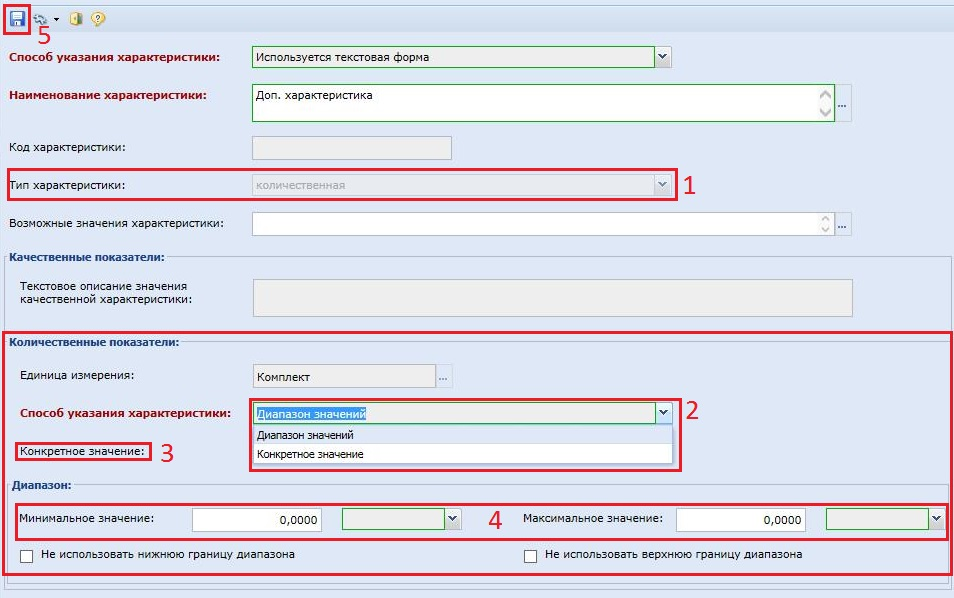 5
Способ указания характеристики: Используется текстовая форма
Наименование характеристики: Доп. характеристика ...
Код характеристики:
Тип характеристики: количественная 1
Возможные значения характеристики: ...
Качественные показатели:
Текстовое описание значения
качественной характеристики:
Количественные показатели:
Единица измерения: Комплект ...
Способ указания характеристики: Диапазон значений 2
Диапазон значений
Конкретное значение: 3 Конкретное значение
Диапазон:
Минимальное значение: 0,0000 4 Максимальное значение: 0,0000
Не использовать нижнюю границу диапазона Не использовать верхнюю границу диапазона